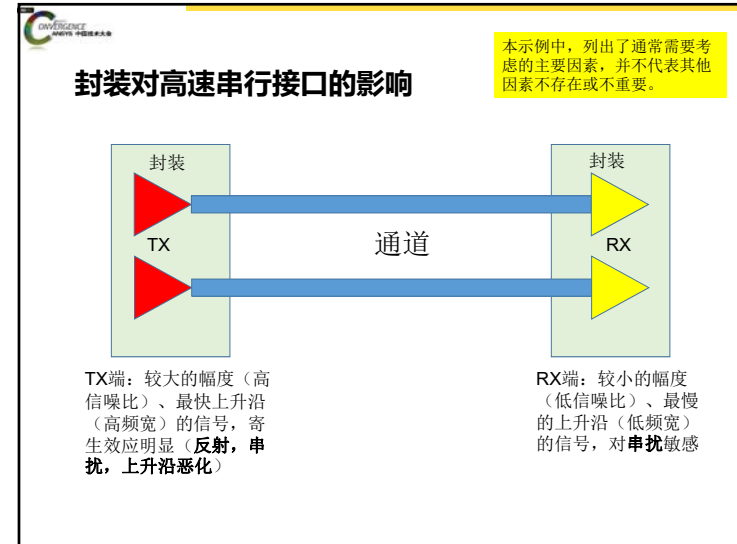 CONVERGENCE
ANSYS 中国技术大会
本示例中，列出了通常需要考
虑的主要因素，并不代表其他
因素不存在或不重要。
封装对高速串行接口的影响
封装
封装
TX
通道
RX
TX端：较大的幅度（高
信噪比）、最快上升沿
（高频宽）的信号，寄
生效应明显（反射，串
扰，上升沿恶化）
RX端：较小的幅度
（低信噪比）、最慢
的上升沿（低频宽）
的信号，对串扰敏感